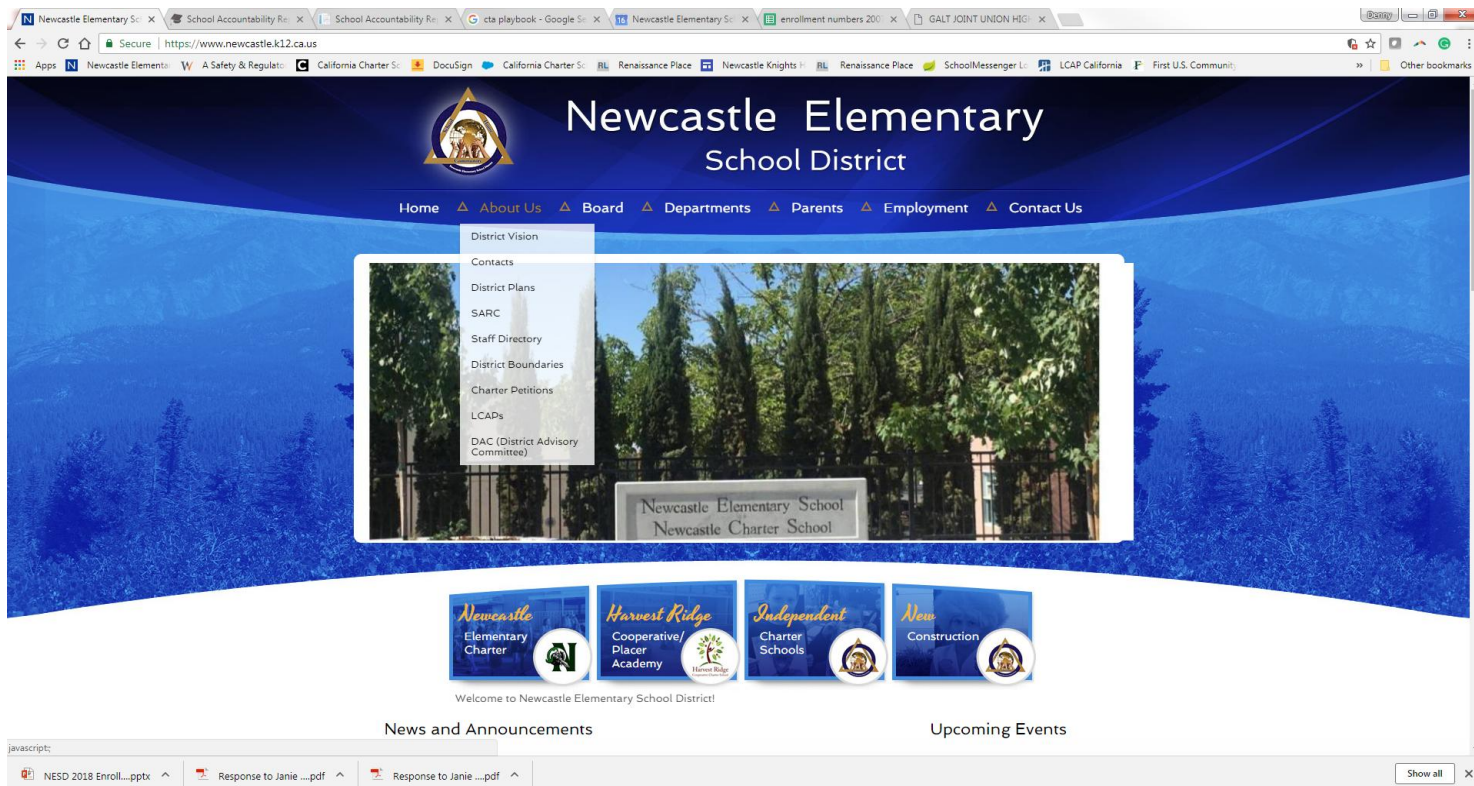 Newcastle Elementary Sc
School Accountability Re
School Accountability Re
cta playbook - Google Se
Newcastle Elementary Sc
enrollment numbers 200
GALT JOINT UNION HIGH
Denny
Secure | https://www.newcastle.k12.ca.us
Apps
Newcastle Elementar
A Safety & Regulato
California Charter Sc
DocuSign
California Charter Sc
RL Renaissance Place
Newcastle Knights H
RL Renaissance Place
SchoolMessenger Lo
LCAP California
First U.S. Community
Other bookmarks
Newcastle Elementary
School District
Home About Us Board Departments Parents Employment Contact Us
District Vision
Contacts
District Plans
SARC
Staff Directory
District Boundaries
Charter Petitions
LCAPs
DAC (District Advisory
Committee)
Newcastle Elementary School
Newcastle Charter School
Newcastle
Elementary
Charter
N
Harvest Ridge
Cooperative/
Placer
Academy
Harvest Ridge
Independent
Charter
Schools
New
Construction
Welcome to Newcastle Elementary School District!
News and Announcements
Upcoming Events
javascript:;
NESD 2018 Enroll....pptx
Response to Janie ....pdf
Response to Janie ....pdf
Show all